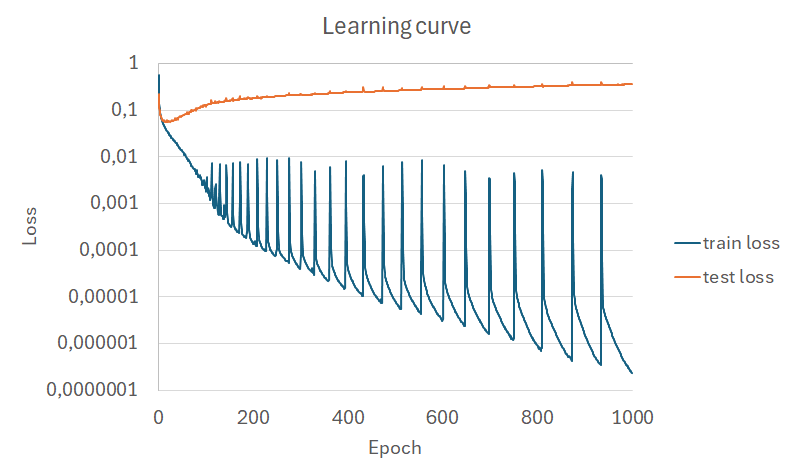 Learning curve
1
0,1
0,01
0,001
0,0001
0,00001
0,000001
0,0000001
0 200 400 600 800 1000
Loss
Epoch
train loss
test loss